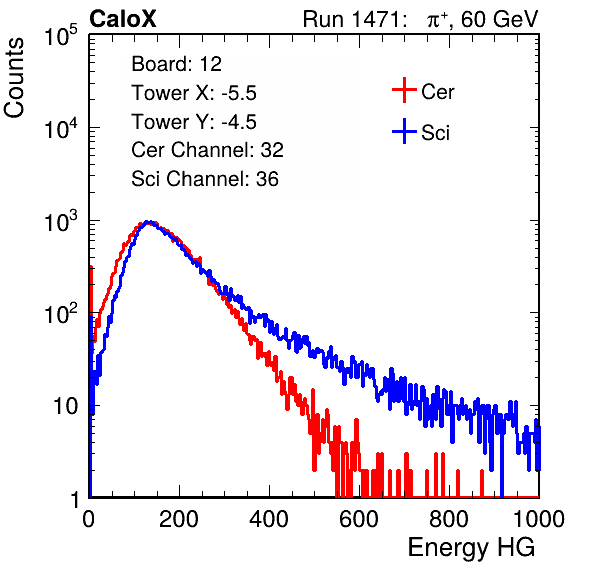 CaloX Run 1471: π⁺, 60 GeV
Counts
10⁵
10⁴
10³
10²
10
1
Board: 12
Tower X: -5.5
Tower Y: -4.5
Cer Channel: 32
Sci Channel: 36
Cer
Sci
0 200 400 600 800 1000
Energy HG